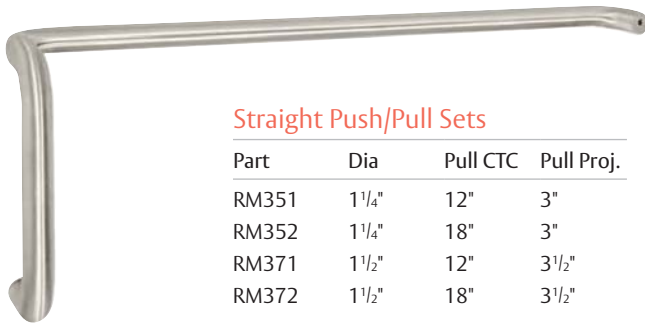 Straight Push/Pull Sets
Part Dia Pull CTC Pull Proj.
RM351 1 1/4" 12" 3"
RM352 1 1/4" 18" 3"
RM371 1 1/2" 12" 3 1/2"
RM372 1 1/2" 18" 3 1/2"